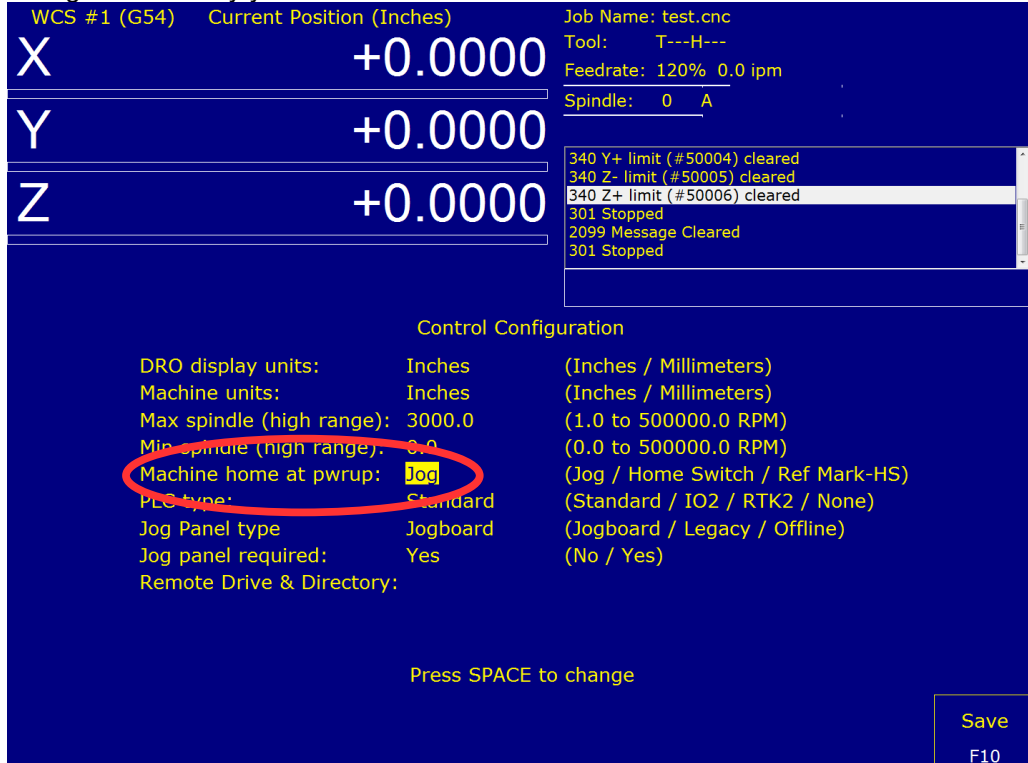 WCS #1 (G54) Current Position (Inches)
X +0.0000
Y +0.0000
Z +0.0000
Job Name: test.cnc
Tool: T---H---
Feedrate: 120% 0.0 ipm
Spindle: 0 A
340 Y+ limit (#50004) cleared
340 Z- limit (#50005) cleared
340 Z+ limit (#50006) cleared
301 Stopped
2099 Message Cleared
301 Stopped
Control Configuration
DRO display units: Inches (Inches / Millimeters)
Machine units: Inches (Inches / Millimeters)
Max spindle (high range): 3000.0 (1.0 to 500000.0 RPM)
Min spindle (high range): 0.0 (0.0 to 500000.0 RPM)
Machine home at pwrup: Jog (Jog / Home Switch / Ref Mark-HS)
PLC type: Standard (Standard / IO2 / RTK2 / None)
Jog Panel type Jogboard (Jogboard / Legacy / Offline)
Jog panel required: Yes (No / Yes)
Remote Drive & Directory:
Press SPACE to change
Save
F10